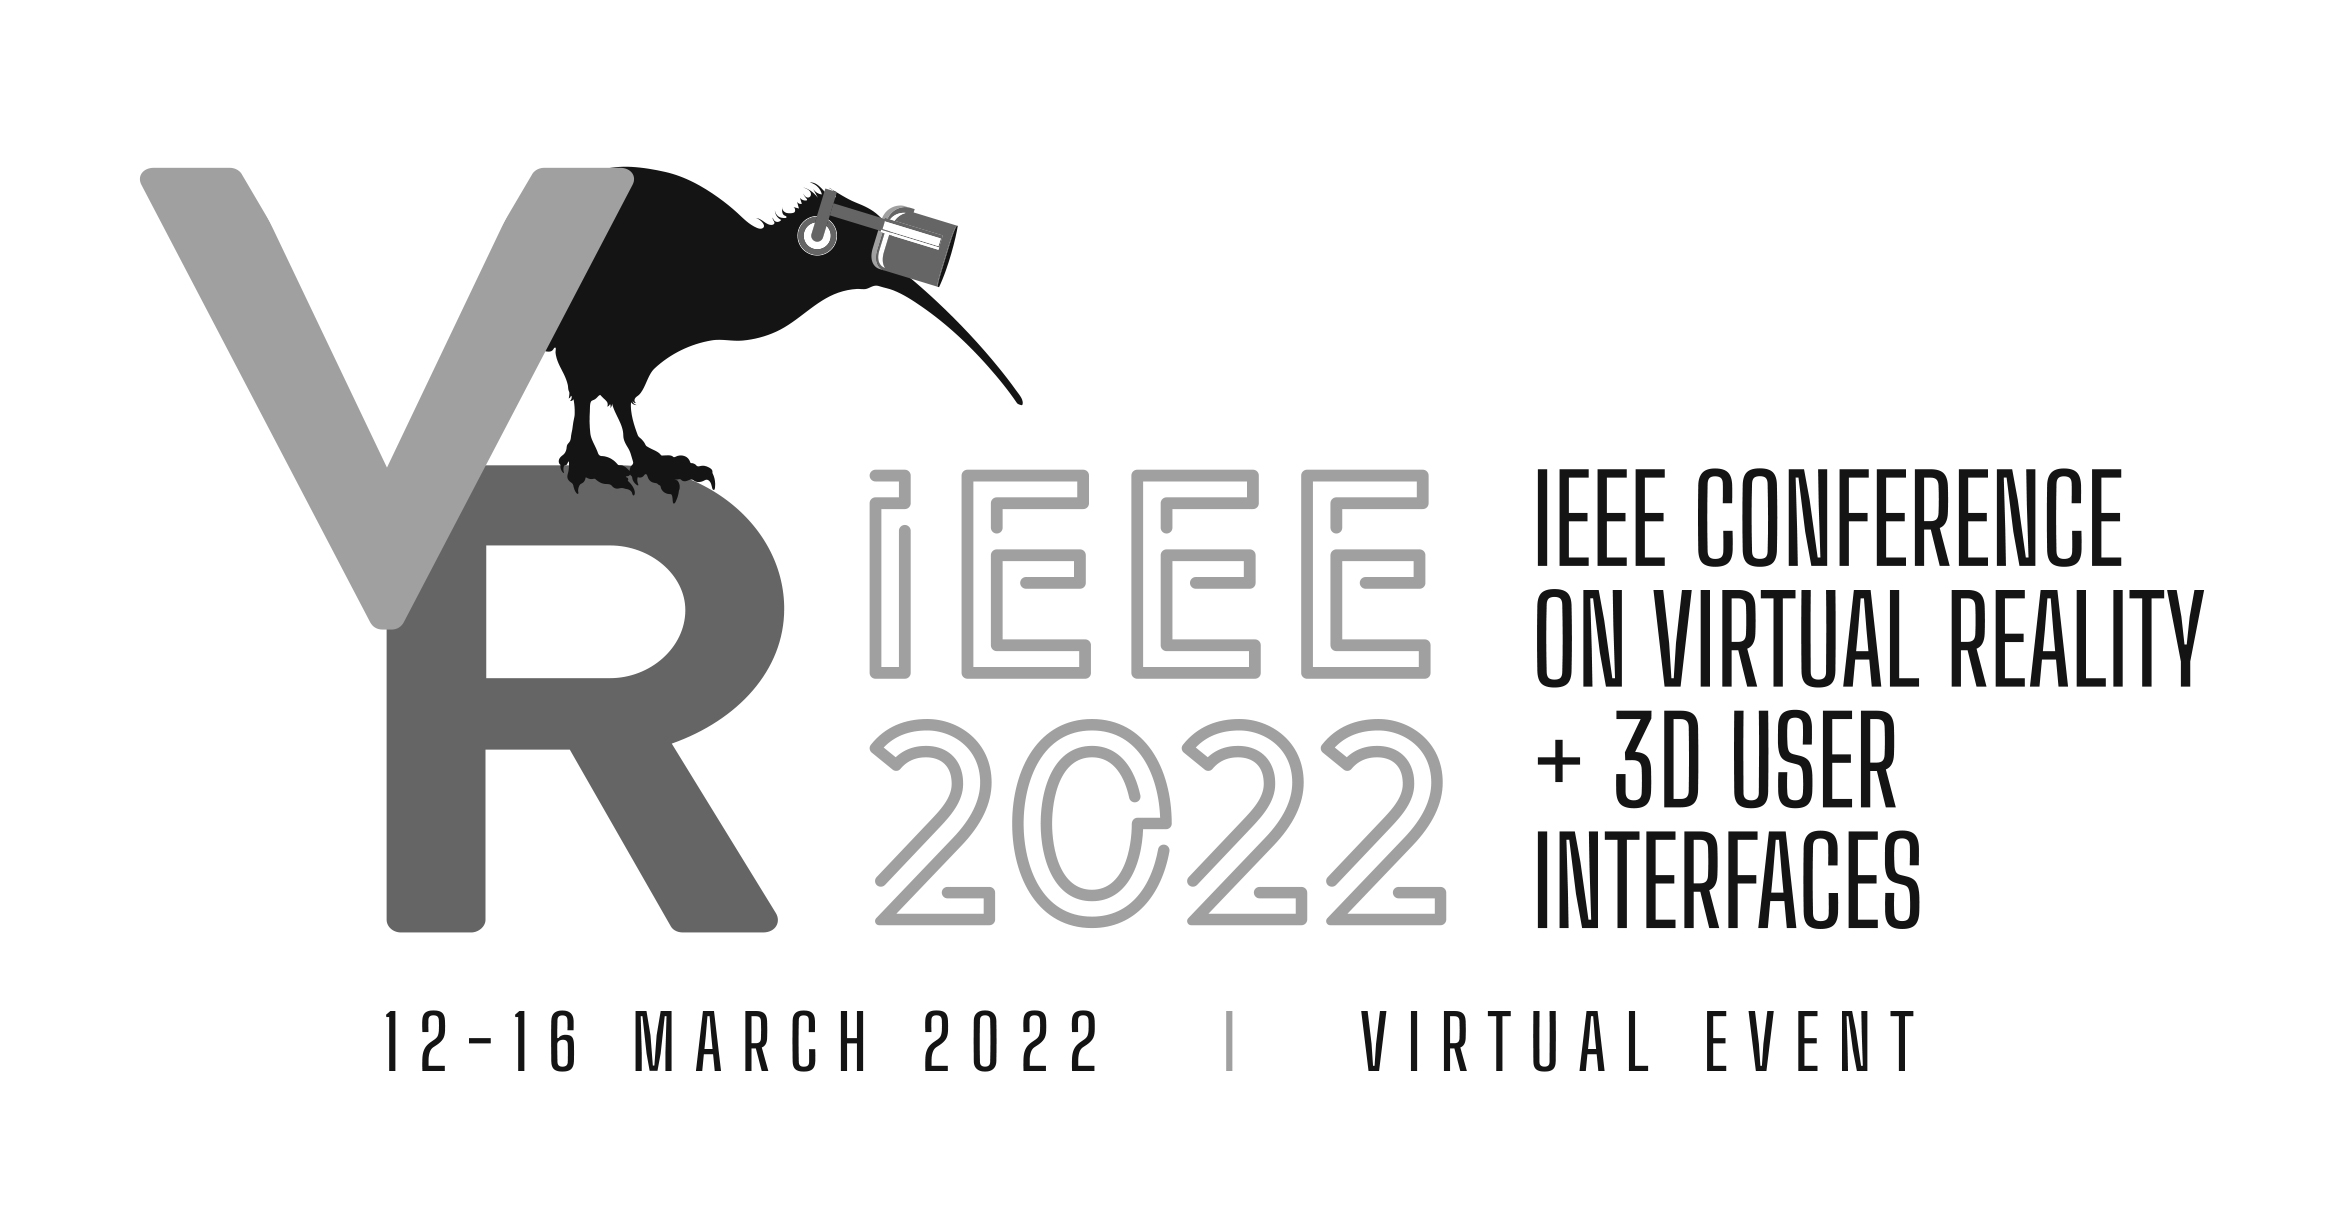 VR
iEEE
2022
IEEE CONFERENCE
ON VIRTUAL REALITY
+ 3D USER
INTERFACES
12-16 MARCH 2022 | VIRTUAL EVENT